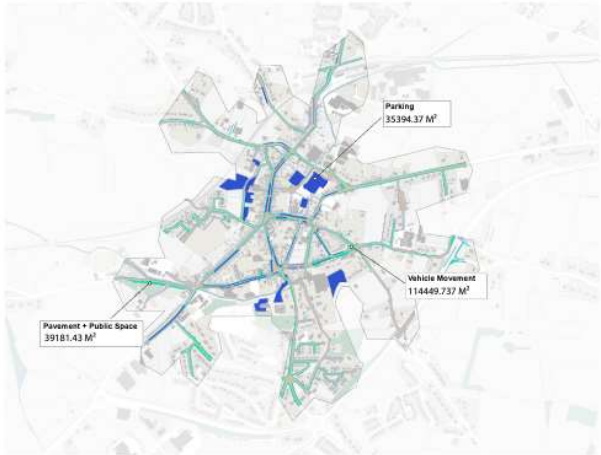 Parking
35394.37 M²
Vehicle Movement
114449.737 M²
Pavement + Public Space
39181.43 M²